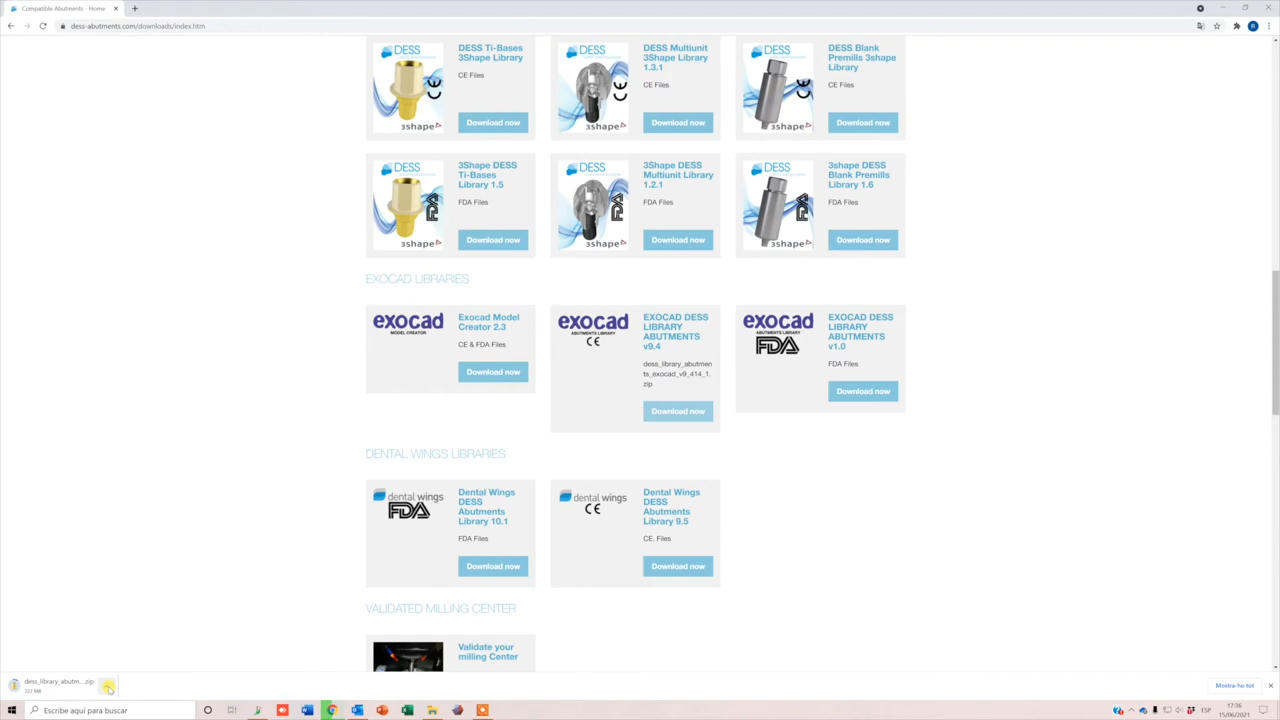 Compatible Abutments - Home
dess-abutments.com/downloads/index.htm
DESS
3shape
DESS Ti-Bases
3Shape Library
CE Files
Download now
DESS
3shape
DESS Multiunit
3Shape Library
1.3.1
CE Files
Download now
DESS
3shape
DESS Blank
Premills 3shape
Library
CE Files
Download now
DESS
FDA
3shape
3Shape DESS
Ti-Bases
Library 1.5
FDA Files
Download now
DESS
FDA
3shape
3Shape DESS
Multiunit Library
1.2.1
FDA Files
Download now
DESS
FDA
3shape
3shape DESS
Blank Premills
Library 1.6
FDA Files
Download now
EXOCAD LIBRARIES
exocad
MODEL CREATOR
Exocad Model
Creator 2.3
CE & FDA Files
Download now
exocad
ABUTMENTS LIBRARY
CE
EXOCAD DESS
LIBRARY
ABUTMENTS
v9.4
dess_library_abutmen
ts_exocad_v9_414_1.
zip
Download now
exocad
ABUTMENTS LIBRARY
FDA
EXOCAD DESS
LIBRARY
ABUTMENTS
v1.0
FDA Files
Download now
DENTAL WINGS LIBRARIES
dental wings
FDA
Dental Wings
DESS
Abutments
Library 10.1
FDA Files
Download now
dental wings
CE
Dental Wings
DESS
Abutments
Library 9.5
CE. Files
Download now
VALIDATED MILLING CENTER
Validate your
milling Center
dess_library_abutm....zip
337 MB
Mostra-ho tot
Escribe aquí para buscar
ESP
17:36
15/06/2021